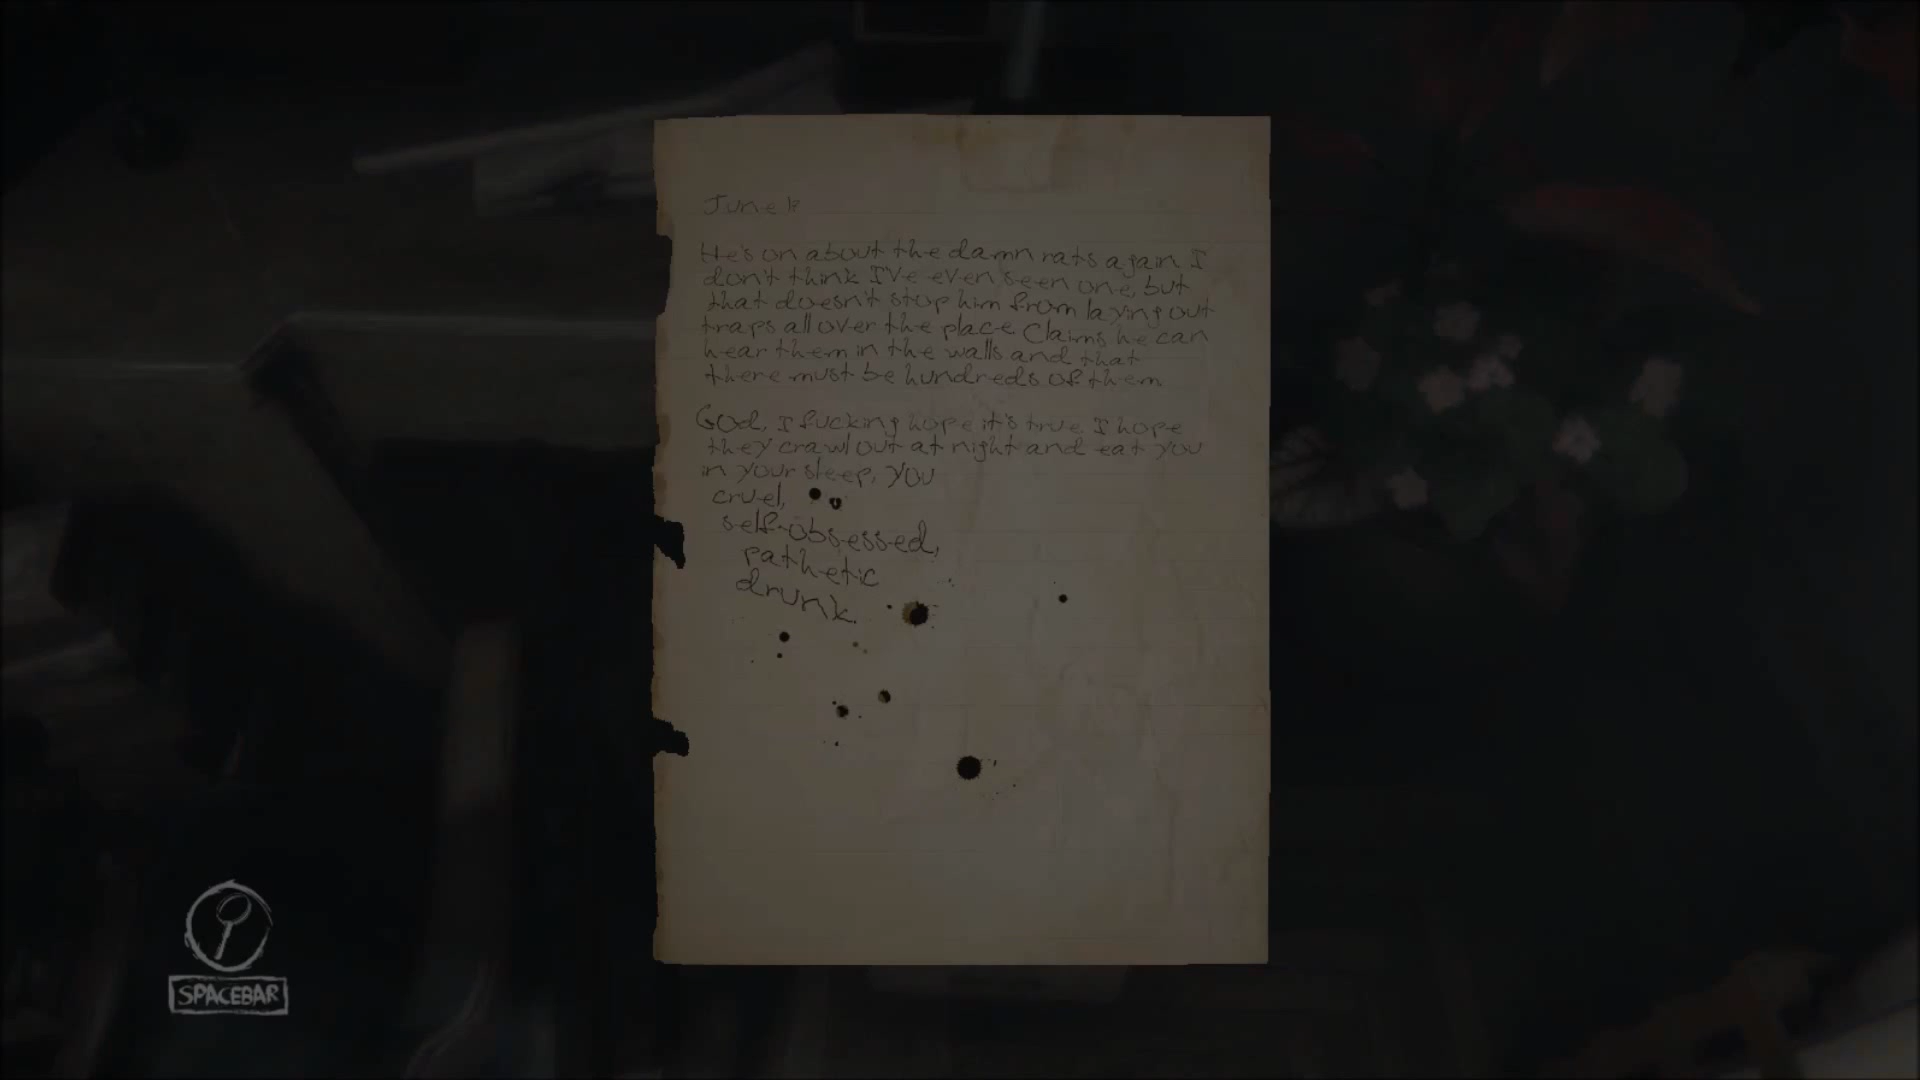 June
He's on about the damn rats again I
don't think I've even seen one, but
that doesn't stop him from laying out
traps all over the place Claims he can
hear them in the walls and that
there must be hundreds of them
God, I fucking hope it's true I hope
they crawl out at night and eat you
in your sleep, you
cruel,
self-obsessed,
pathetic
drunk.
SPACEBAR